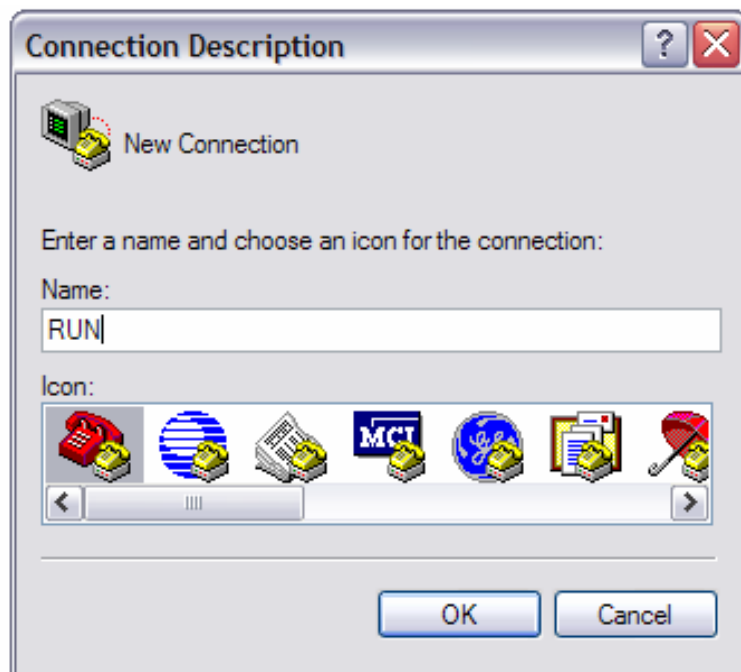 Connection Description
New Connection
Enter a name and choose an icon for the connection:
Name:
RUN
Icon:
MCI
OK Cancel